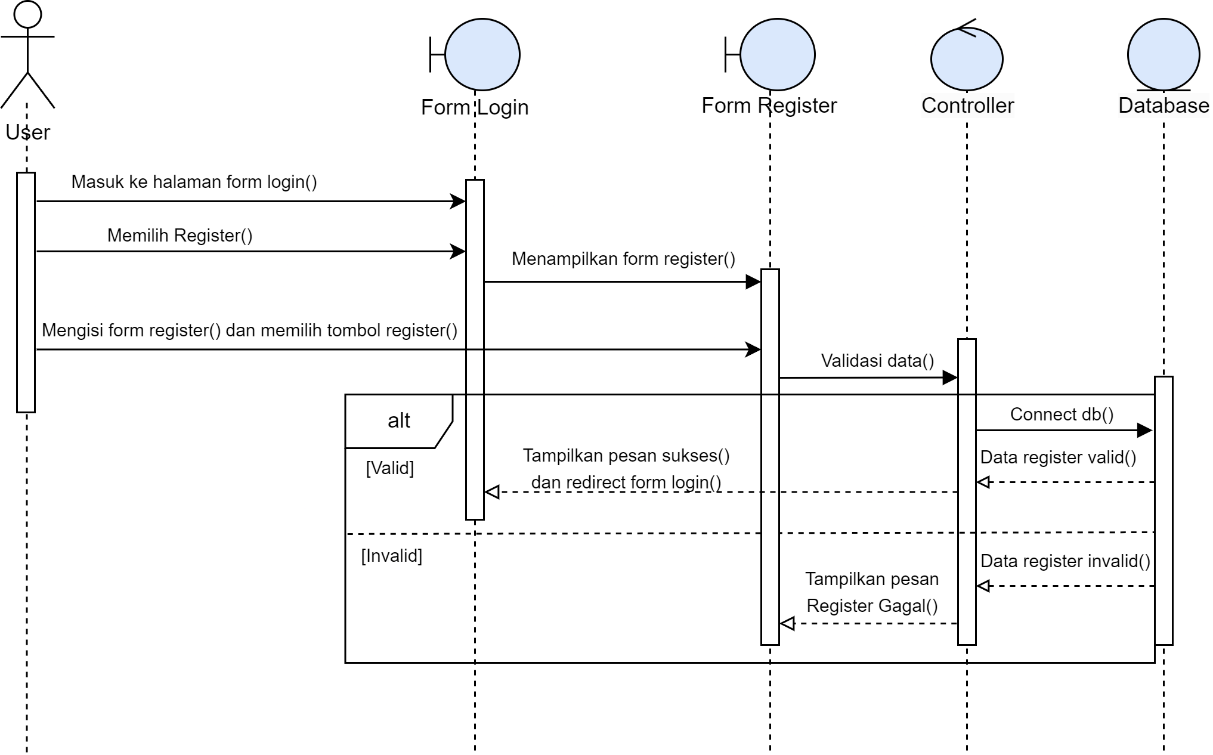 User
Form Login
Form Register
Controller
Database
Masuk ke halaman form login()
Memilih Register()
Menampilkan form register()
Mengisi form register() dan memilih tombol register()
Validasi data()
alt
Connect db()
[Valid]
Tampilkan pesan sukses()
dan redirect form login()
Data register valid()
[Invalid]
Data register invalid()
Tampilkan pesan
Register Gagal()